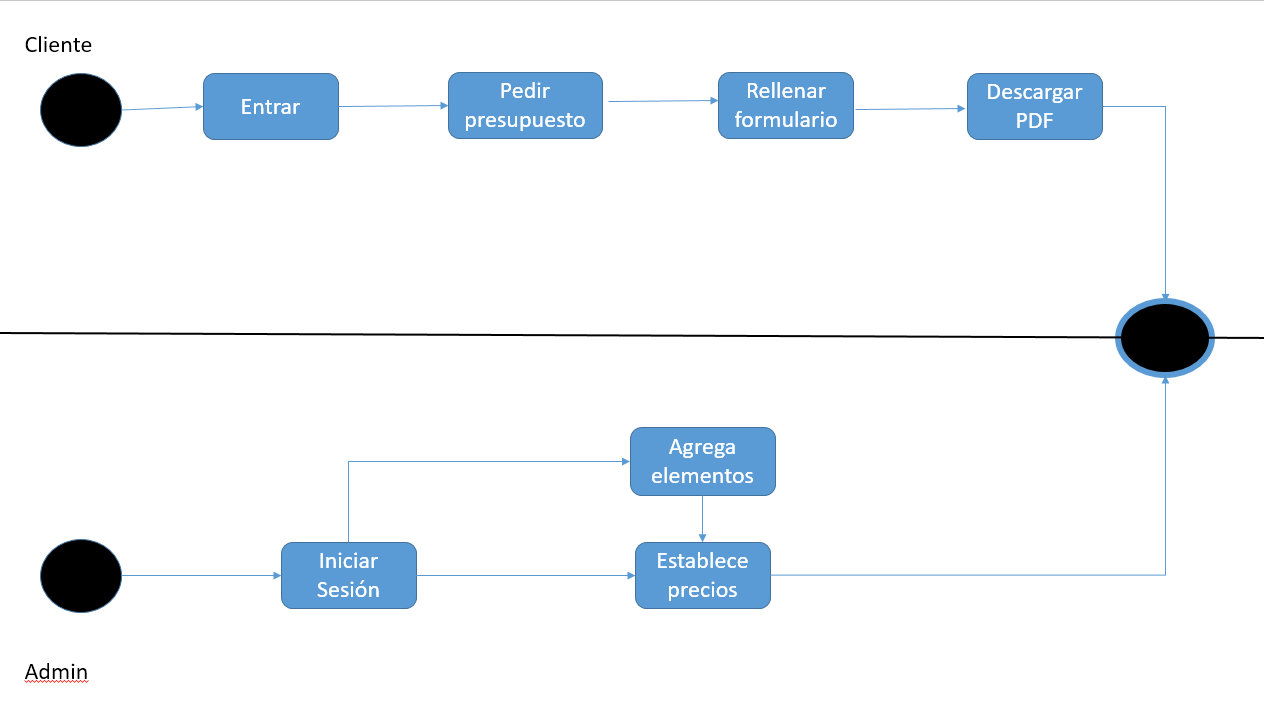 Cliente
Entrar
Pedir
presupuesto
Rellenar
formulario
Descargar
PDF
Agrega
elementos
Iniciar
Sesión
Establece
precios
Admin